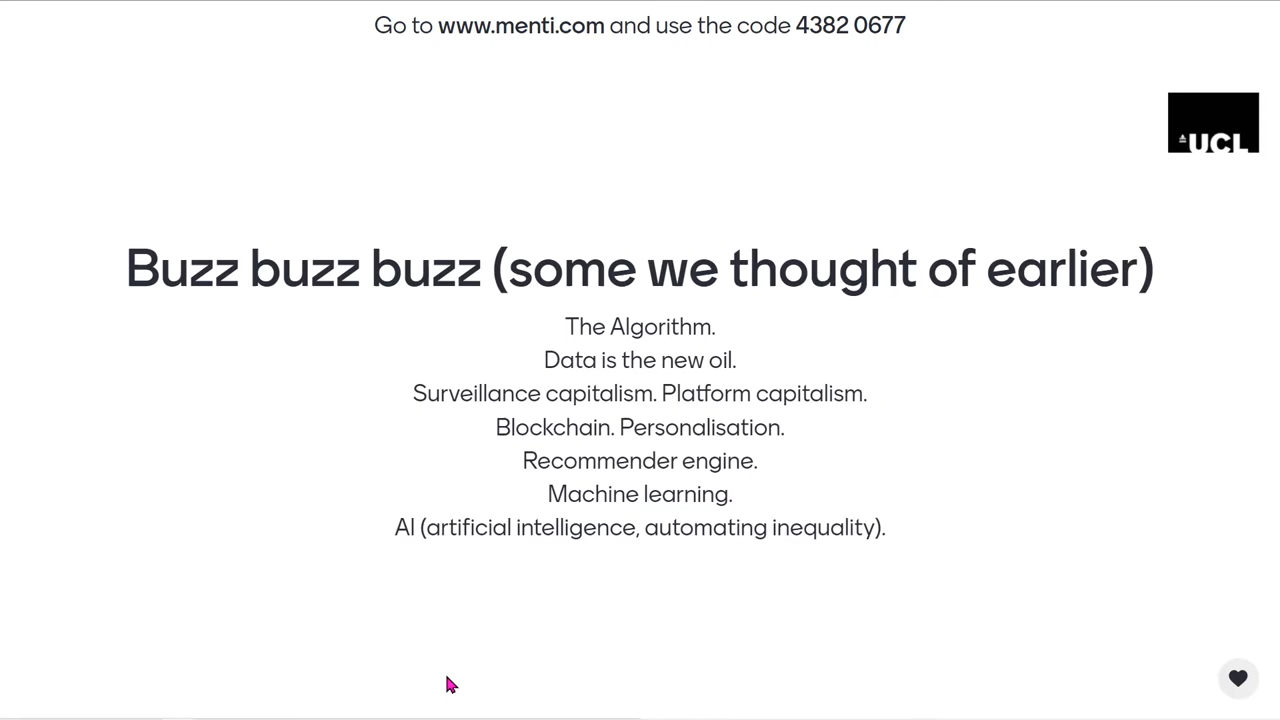 Go to www.menti.com and use the code 4382 0677
UCL
Buzz buzz buzz (some we thought of earlier)
The Algorithm.
Data is the new oil.
Surveillance capitalism. Platform capitalism.
Blockchain. Personalisation.
Recommender engine.
Machine learning.
AI (artificial intelligence, automating inequality).